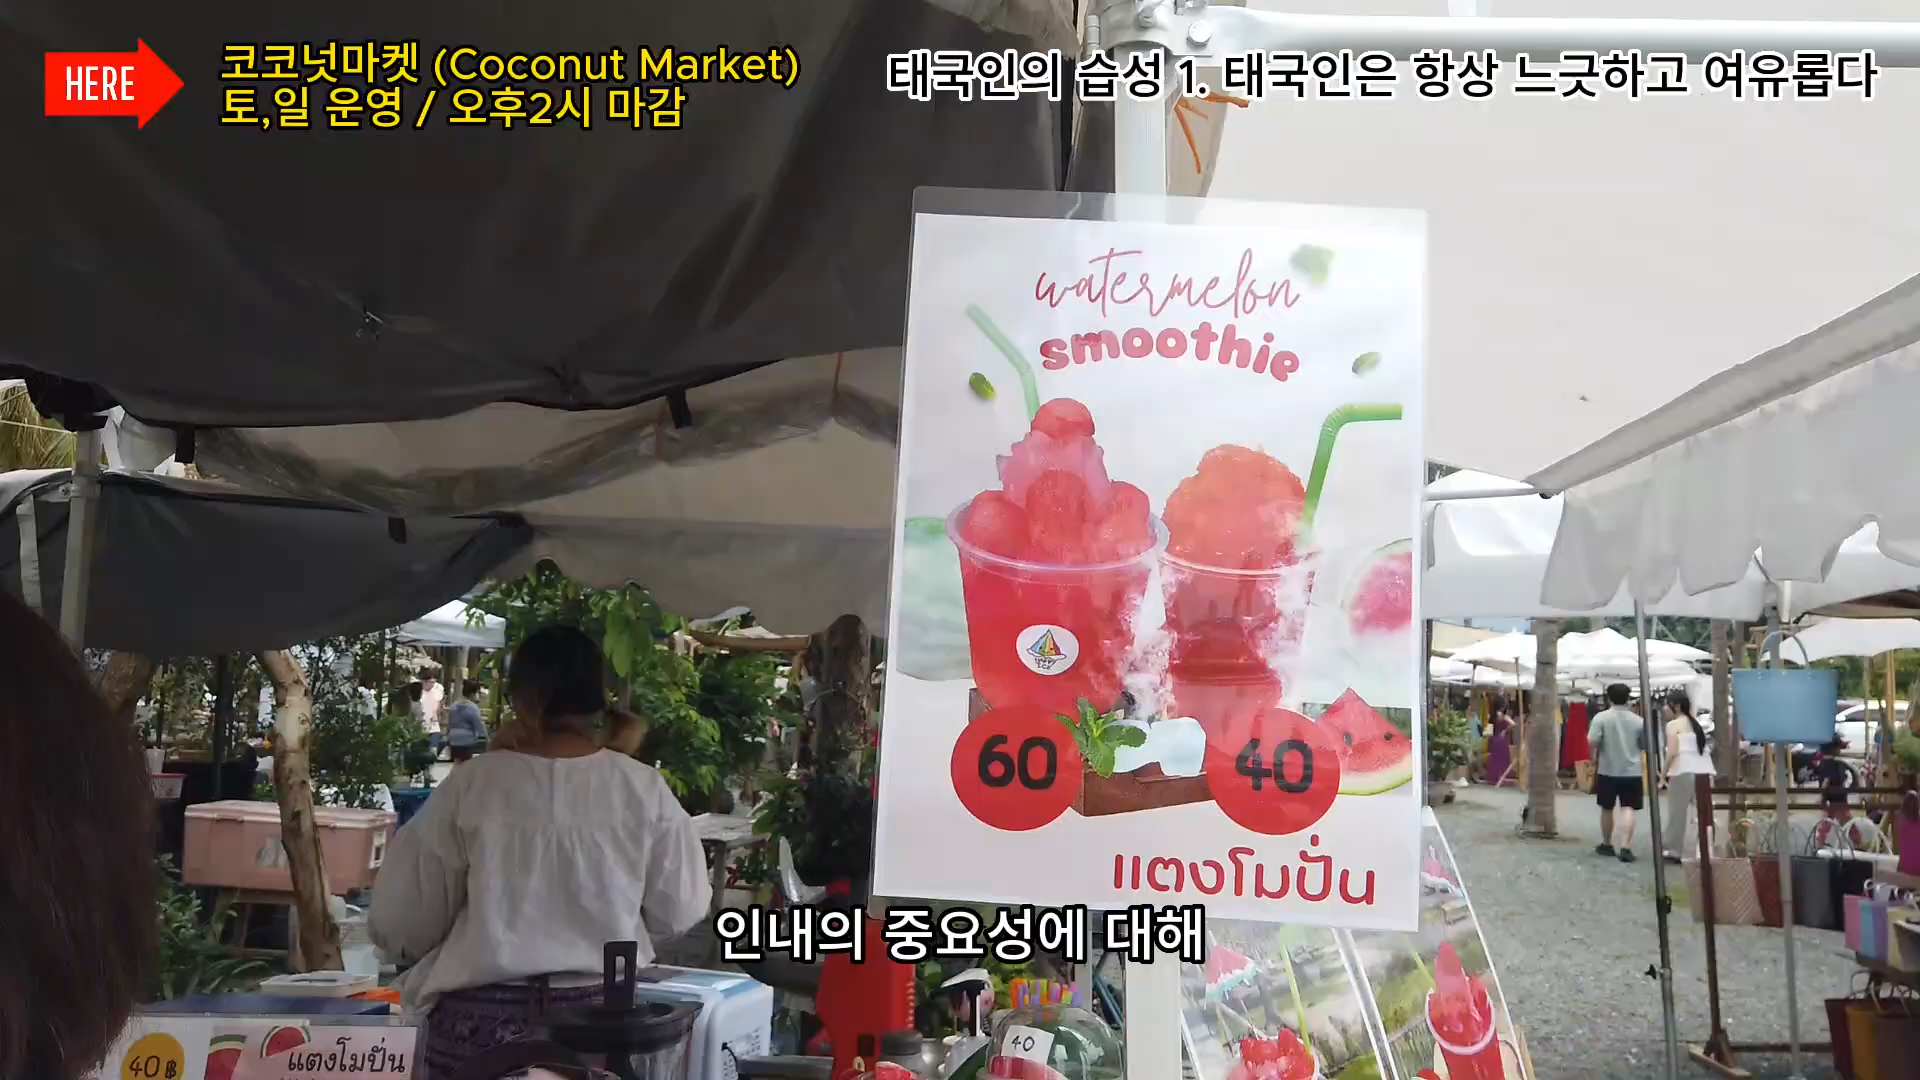 HERE
코코넛마켓 (Coconut Market)
토,일 운영 / 오후2시 마감
태국인의 습성 1. 태국인은 항상 느긋하고 여유롭다
watermelon
smoothie
HAPPY
ICE
60
40
แตงโมปั่น
인내의 중요성에 대해
40฿
แตงโมปั่น
40